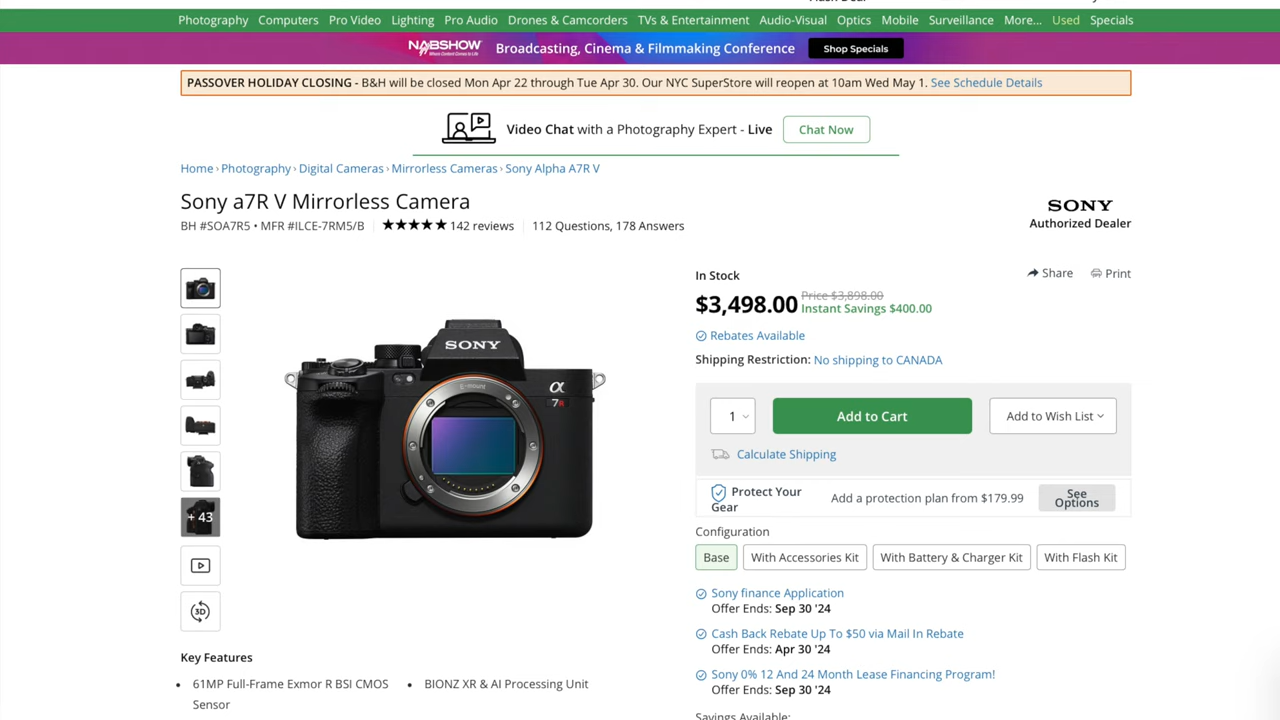 Photography Computers Pro Video Lighting Pro Audio Drones & Camcorders TVs & Entertainment Audio-Visual Optics Mobile Surveillance More... Used Specials
NABSHOW Broadcasting, Cinema & Filmmaking Conference Shop Specials
PASSOVER HOLIDAY CLOSING - B&H will be closed Mon Apr 22 through Tue Apr 30. Our NYC SuperStore will reopen at 10am Wed May 1. See Schedule Details
Video Chat with a Photography Expert - Live Chat Now
Home › Photography › Digital Cameras › Mirrorless Cameras › Sony Alpha A7R V
Sony a7R V Mirrorless Camera
BH #SOA7R5 • MFR #ILCE-7RM5/B 142 reviews 112 Questions, 178 Answers
SONY
Authorized Dealer
SONY
E-mount
α
7R
+ 43
3D
In Stock
Share Print
$3,498.00 Price $3,898.00
Instant Savings $400.00
Rebates Available
Shipping Restriction: No shipping to CANADA
1 Add to Cart Add to Wish List
Calculate Shipping
Protect Your Gear Add a protection plan from $179.99 See Options
Configuration
Base With Accessories Kit With Battery & Charger Kit With Flash Kit
Sony finance Application
Offer Ends: Sep 30 '24
Cash Back Rebate Up To $50 via Mail In Rebate
Offer Ends: Apr 30 '24
Sony 0% 12 And 24 Month Lease Financing Program!
Offer Ends: Sep 30 '24
Savings Available:
Key Features
• 61MP Full-Frame Exmor R BSI CMOS Sensor
• BIONZ XR & AI Processing Unit